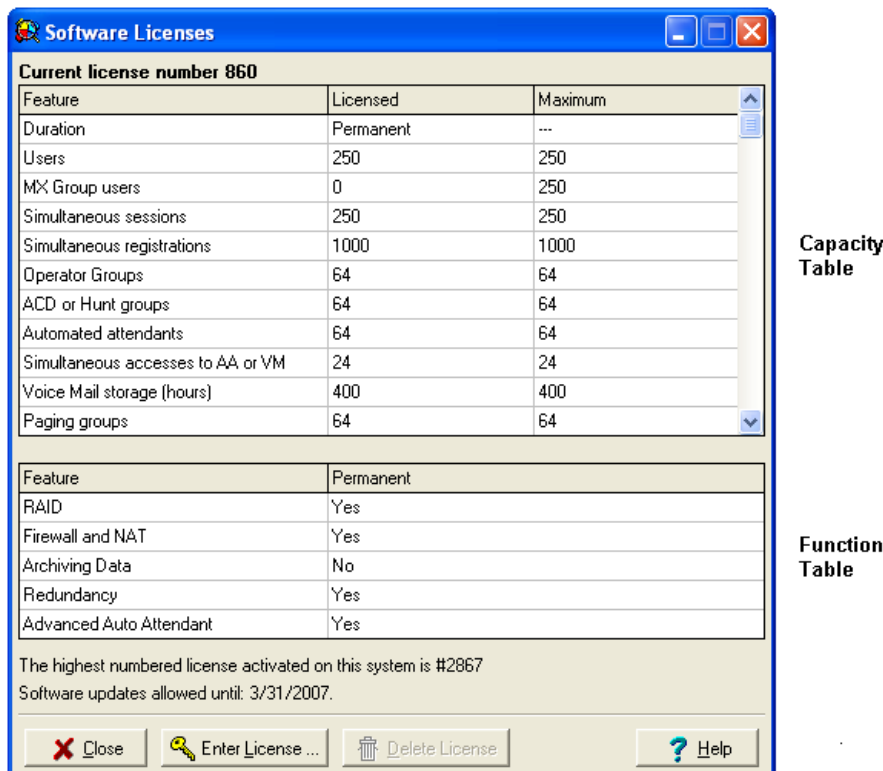 Software Licenses
Current license number 860
Feature Licensed Maximum
Duration Permanent ---
Users 250 250
MX Group users 0 250
Simultaneous sessions 250 250
Simultaneous registrations 1000 1000
Operator Groups 64 64
ACD or Hunt groups 64 64
Automated attendants 64 64
Simultaneous accesses to AA or VM 24 24
Voice Mail storage (hours) 400 400
Paging groups 64 64
Capacity
Table
Feature Permanent
RAID Yes
Firewall and NAT Yes
Archiving Data No
Redundancy Yes
Advanced Auto Attendant Yes
Function
Table
The highest numbered license activated on this system is #2867
Software updates allowed until: 3/31/2007.
Close Enter License ... Delete License ? Help